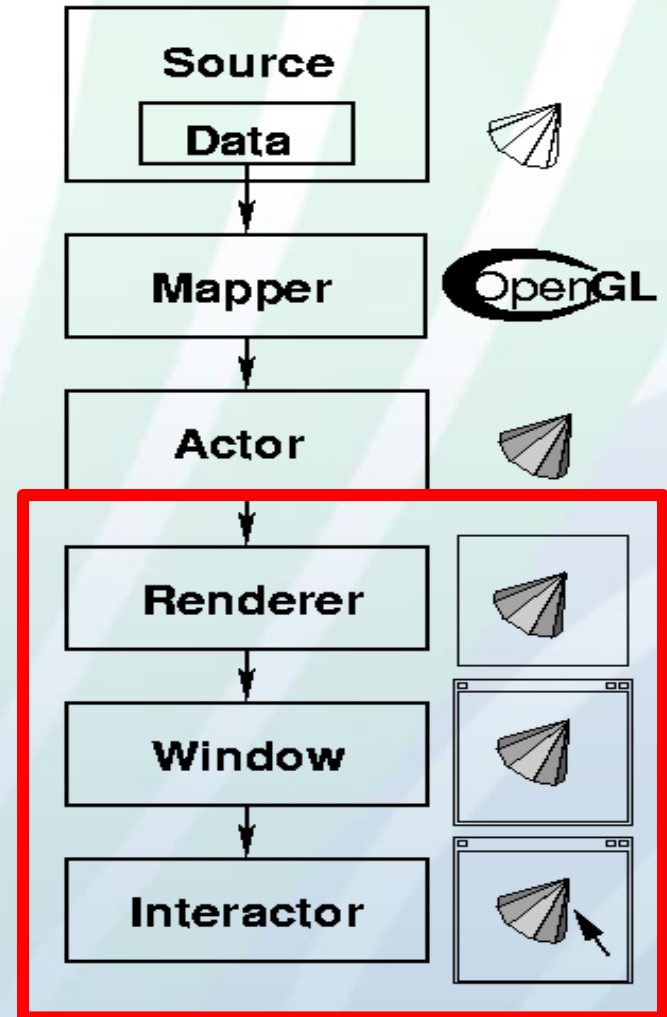 Source
Data
Mapper
OpenGL
Actor
Renderer
Window
Interactor